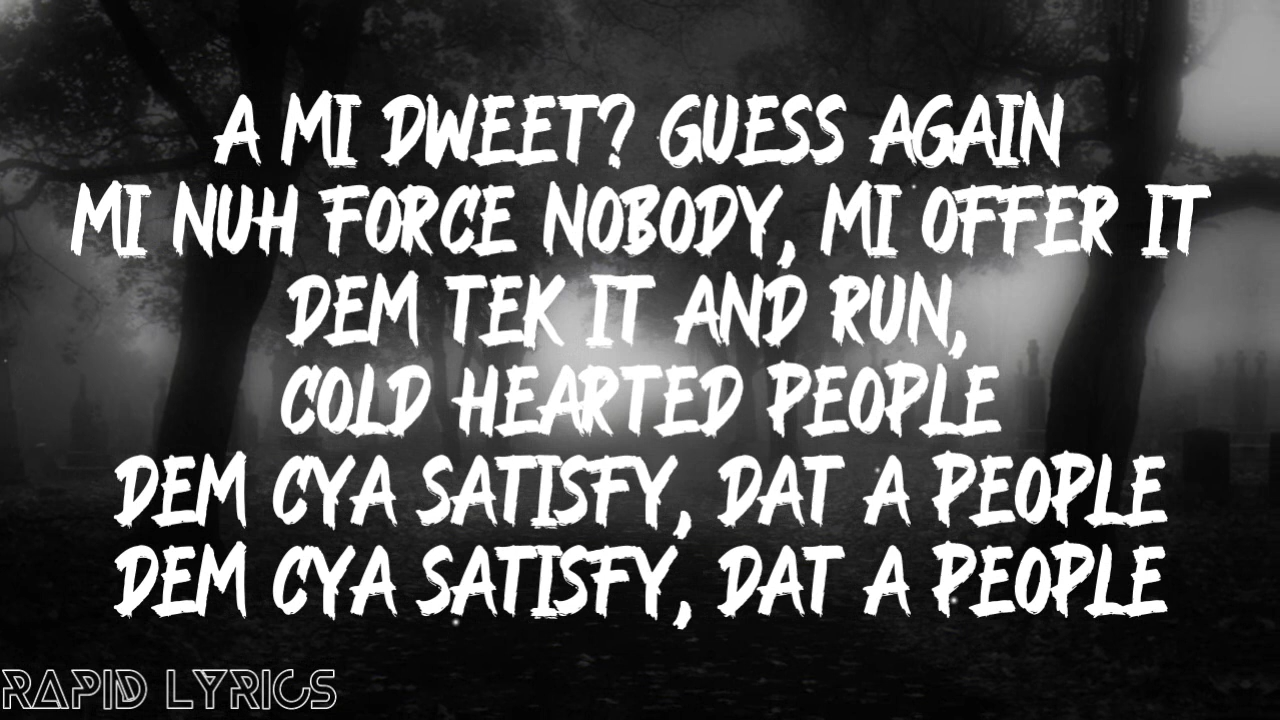 A MI DWEET? GUESS AGAIN
MI NUH FORCE NOBODY, MI OFFER IT
DEM TEK IT AND RUN,
COLD HEARTED PEOPLE
DEM CYA SATISFY, DAT A PEOPLE
DEM CYA SATISFY, DAT A PEOPLE
RAPID LYRICS